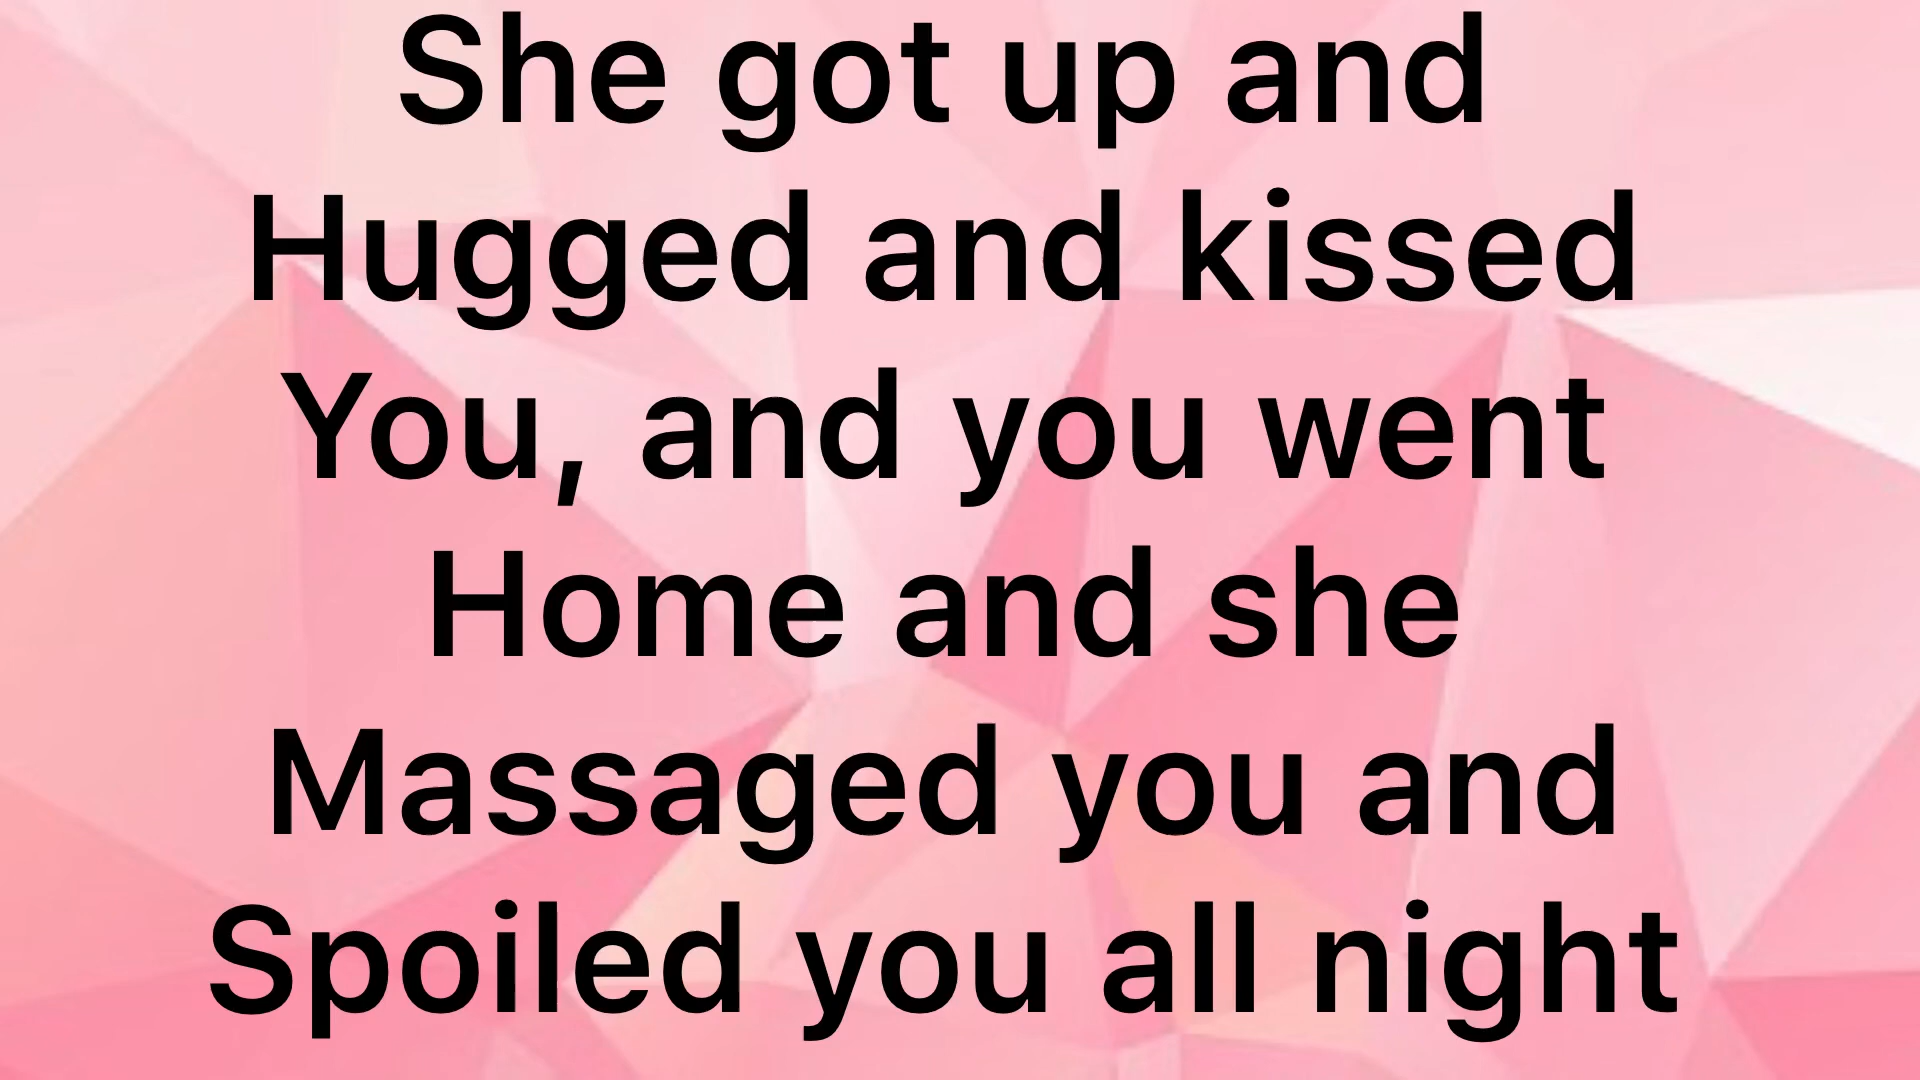 She got up and
Hugged and kissed
You, and you went
Home and she
Massaged you and
Spoiled you all night